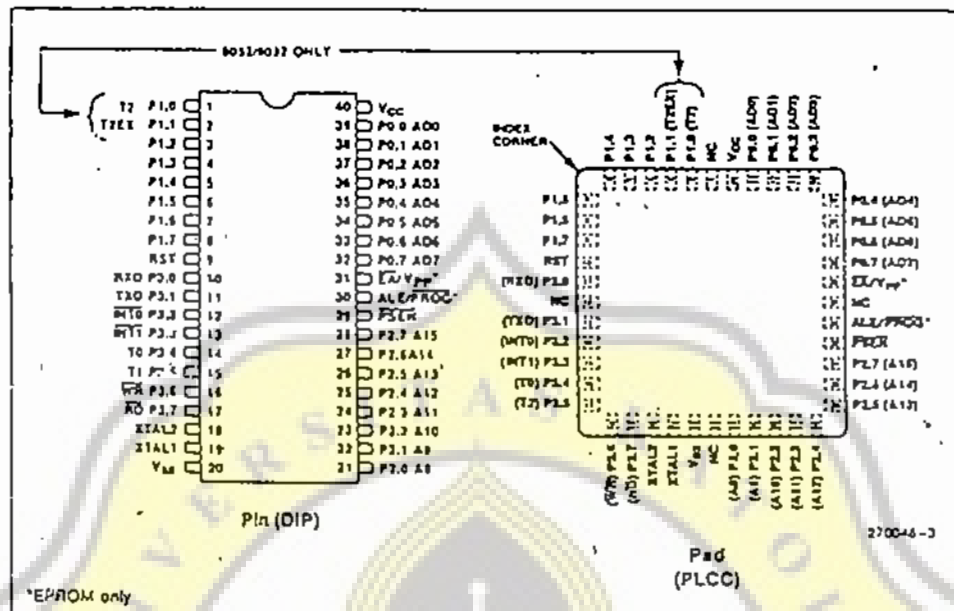 8052/8032 ONLY
T2 P1.0 1 40 VCC
T2EX P1.1 2 39 P0.0 AD0
P1.2 3 38 P0.1 AD1
P1.3 4 37 P0.2 AD2
P1.4 5 36 P0.3 AD3
P1.5 6 35 P0.4 AD4
P1.6 7 34 P0.5 AD5
P1.7 8 33 P0.6 AD6
RST 9 32 P0.7 AD7
RXD P3.0 10 31 EA/VPP*
TXD P3.1 11 30 ALE/PROG*
INT0 P3.2 12 29 PSEN
INT1 P3.3 13 28 P2.7 A15
T0 P3.4 14 27 P2.6 A14
T1 P3.5 15 26 P2.5 A13
WR P3.6 16 25 P2.4 A12
RD P3.7 17 24 P2.3 A11
XTAL2 18 23 P2.2 A10
XTAL1 19 22 P2.1 A9
VSS 20 21 P2.0 A8
Pin (DIP)
INDEX
CORNER
P1.4
P1.3
P1.2
P1.1 (T2EX)
P1.0 (T2)
NC
VCC
P0.0 (AD0)
P0.1 (AD1)
P0.2 (AD2)
P0.3 (AD3)
P1.5 P0.4 (AD4)
P1.6 P0.5 (AD5)
P1.7 P0.6 (AD6)
RST P0.7 (AD7)
(RXD) P3.0 EA/VPP*
NC NC
(TXD) P3.1 ALE/PROG*
(INT0) P3.2 PSEN
(INT1) P3.3 P2.7 (A15)
(T0) P3.4 P2.6 (A14)
P3.5 P2.5 (A13)
(WR) P3.6
(RD) P3.7
XTAL2
XTAL1
VSS
NC
(A8) P2.0
(A9) P2.1
(A10) P2.2
(A11) P2.3
(A12) P2.4
270048-3
Pad
(PLCC)
*EPROM only